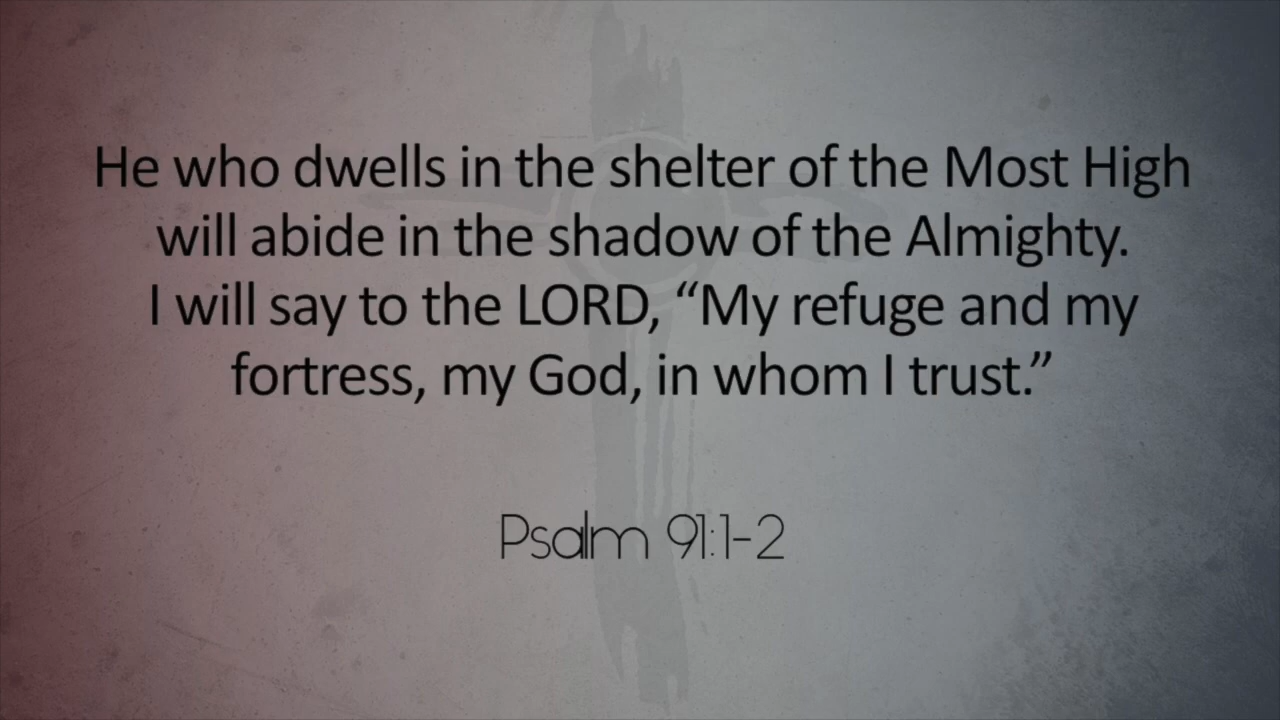 He who dwells in the shelter of the Most High
will abide in the shadow of the Almighty.
I will say to the LORD, “My refuge and my
fortress, my God, in whom I trust.”
Psalm 91:1-2